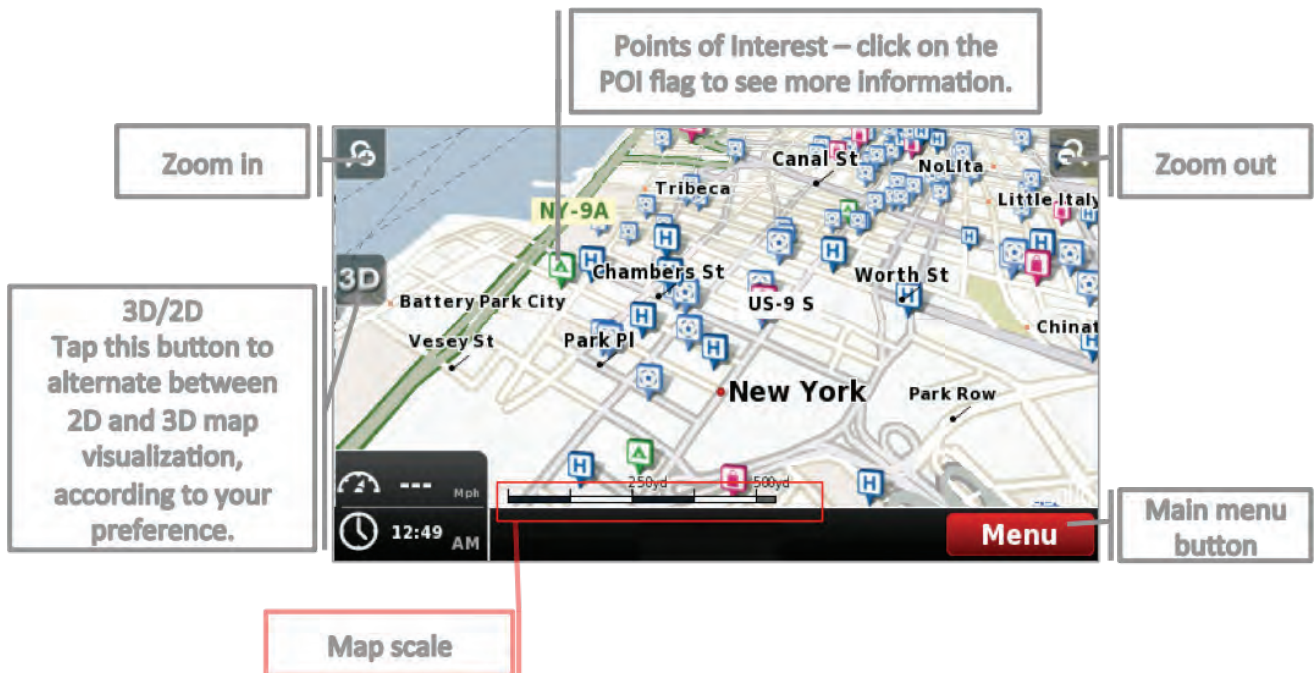 Points of Interest – click on the
POI flag to see more information.
Zoom in
Zoom out
Canal St
NoLita
Tribeca
Little Italy
NY-9A
3D
Chambers St
Worth St
Battery Park City
US-9 S
Vesey St
Park Pl
Chinat
New York
Park Row
3D/2D
Tap this button to
alternate between
2D and 3D map
visualization,
according to your
preference.
--- Mph
250yd
500yd
12:49 AM
Menu
Main menu
button
Map scale
H
H
H
H
H
H
H
H
H
H
H